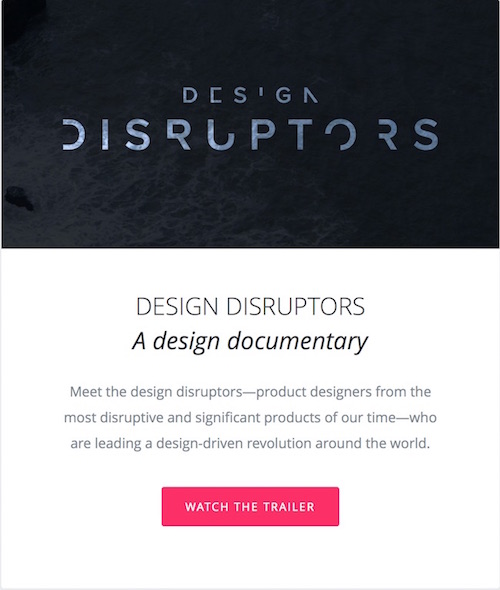 DESIGN
DISRUPTORS
DESIGN DISRUPTORS
A design documentary
Meet the design disruptors—product designers from the
most disruptive and significant products of our time—who
are leading a design-driven revolution around the world.
WATCH THE TRAILER